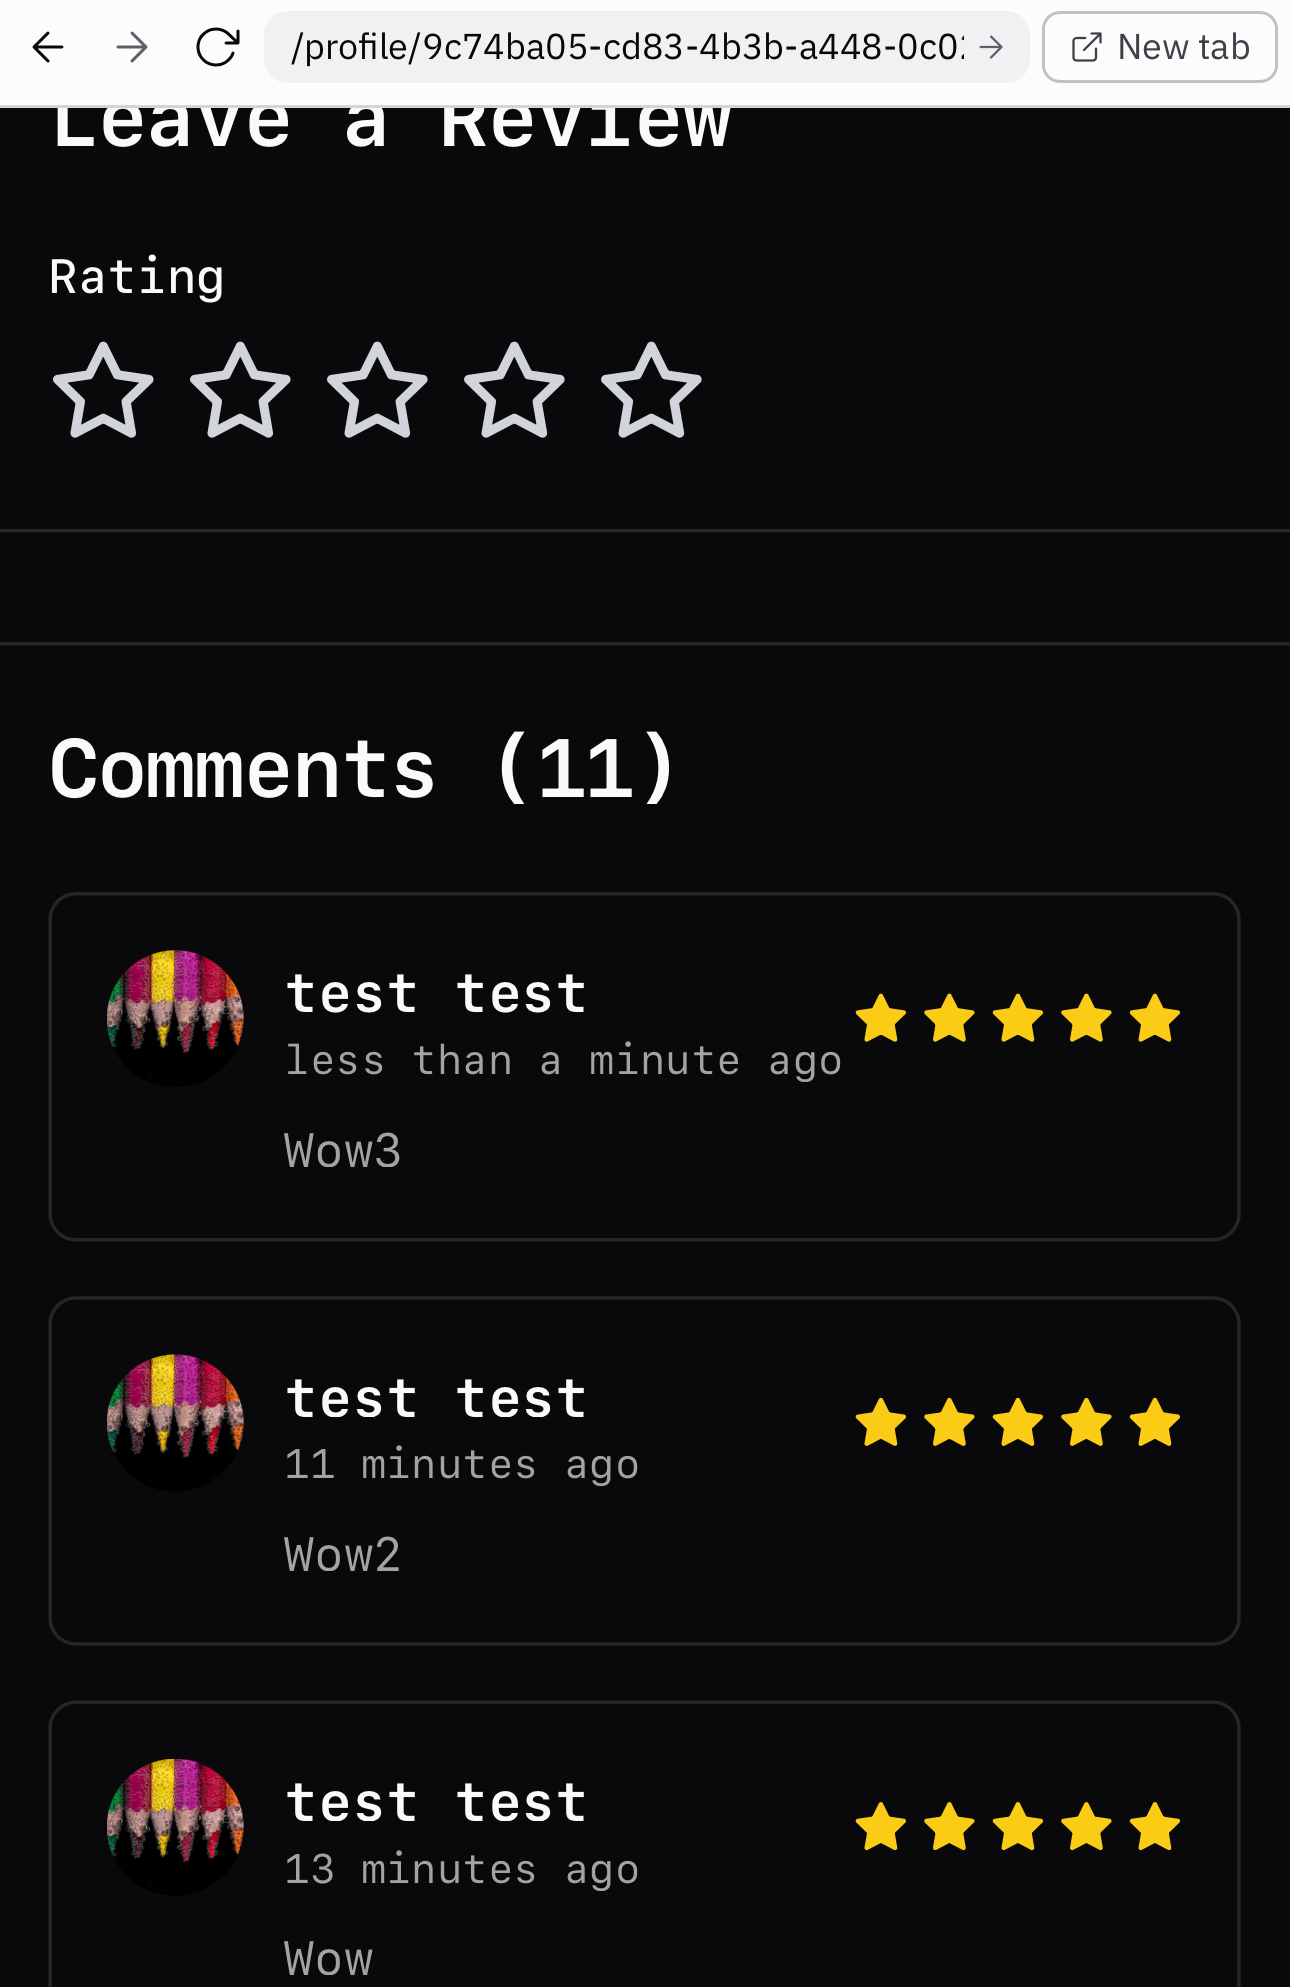 /profile/9c74ba05-cd83-4b3b-a448-0c0
New tab
Leave a Review
Rating
Comments (11)
test test
less than a minute ago
Wow3
test test
11 minutes ago
Wow2
test test
13 minutes ago
Wow